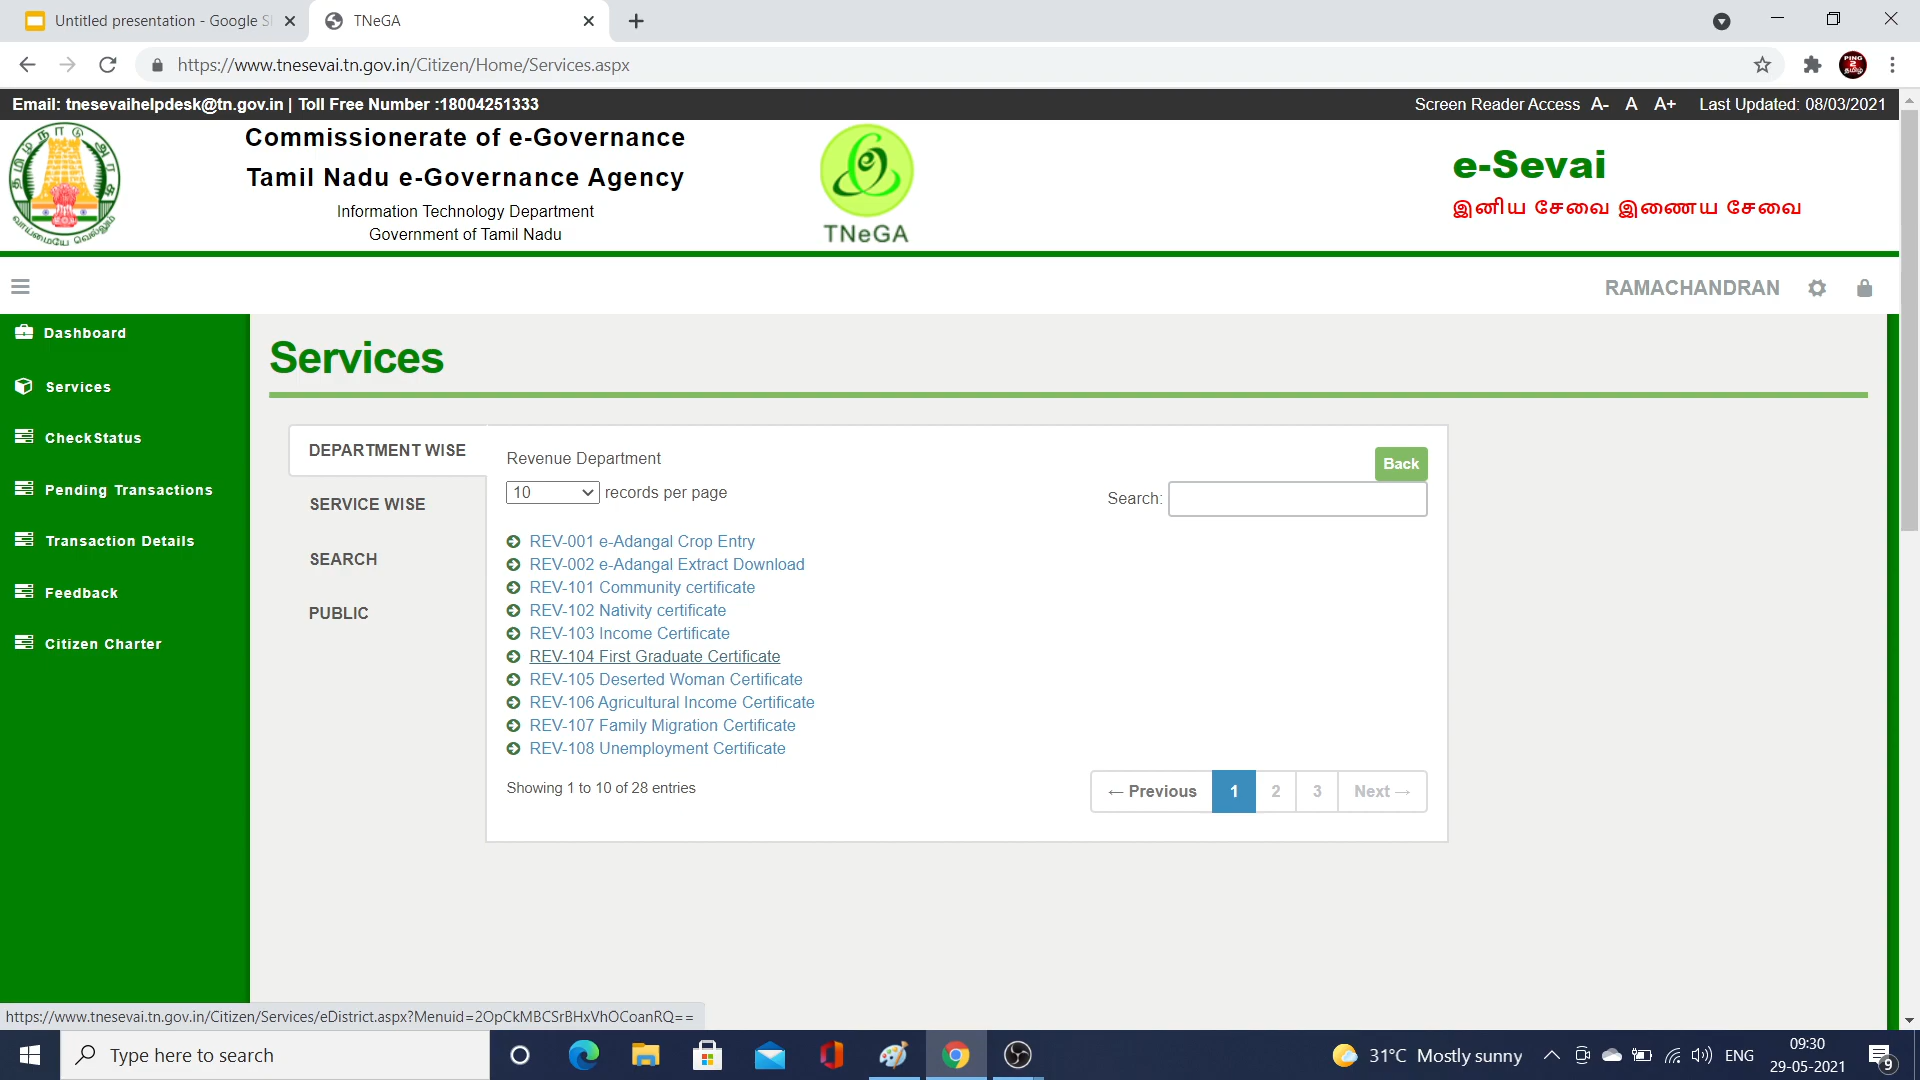 Untitled presentation - Google S
TNeGA
https://www.tnesevai.tn.gov.in/Citizen/Home/Services.aspx
Email: tnesevaihelpdesk@tn.gov.in | Toll Free Number :18004251333
Screen Reader Access A- A A+ Last Updated: 08/03/2021
Commissionerate of e-Governance
Tamil Nadu e-Governance Agency
Information Technology Department
Government of Tamil Nadu
TNeGA
e-Sevai
இனிய சேவை இணைய சேவை
RAMACHANDRAN
Dashboard
Services
CheckStatus
Pending Transactions
Transaction Details
Feedback
Citizen Charter
Services
DEPARTMENT WISE
SERVICE WISE
SEARCH
PUBLIC
Revenue Department
Back
10 records per page
Search:
REV-001 e-Adangal Crop Entry
REV-002 e-Adangal Extract Download
REV-101 Community certificate
REV-102 Nativity certificate
REV-103 Income Certificate
REV-104 First Graduate Certificate
REV-105 Deserted Woman Certificate
REV-106 Agricultural Income Certificate
REV-107 Family Migration Certificate
REV-108 Unemployment Certificate
Showing 1 to 10 of 28 entries
← Previous 1 2 3 Next →
https://www.tnesevai.tn.gov.in/Citizen/Services/eDistrict.aspx?Menuid=2OpCkMBCSrBHxVhOCoanRQ==
Type here to search
31°C Mostly sunny
ENG
09:30
29-05-2021
9